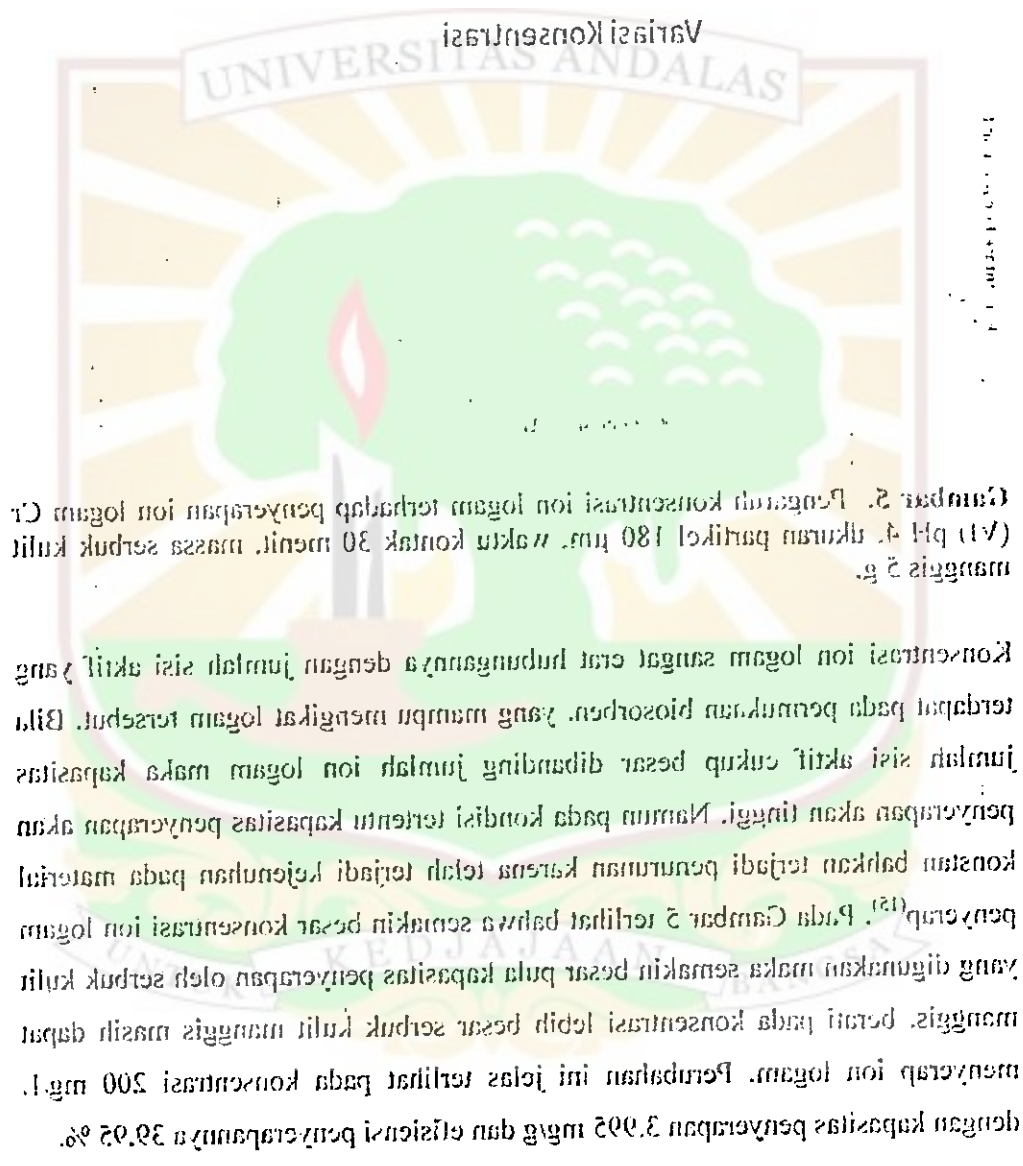 Variasi Konsentrasi
UNIVERSITAS ANDALAS
Gambar 5. Pengaruh konsentrasi ion logam terhadap penyerapan ion logam Cr
(VI) pH 4, ukuran partikel 180 µm, waktu kontak 30 menit, massa serbuk kulit
manggis 5 g.
Konsentrasi ion logam sangat erat hubungannya dengan jumlah sisi aktif yang
terdapat pada permukaan biosorben, yang mampu mengikat logam tersebut. Bila
jumlah sisi aktif cukup besar dibanding jumlah ion logam maka kapasitas
penyerapan akan tinggi. Namun pada kondisi tertentu kapasitas penyerapan akan
konstan bahkan terjadi penurunan karena telah terjadi kejenuhan pada material
penyerap(15). Pada Gambar 5 terlihat bahwa semakin besar konsentrasi ion logam
yang digunakan maka semakin besar pula kapasitas penyerapan oleh serbuk kulit
manggis, berati pada konsentrasi lebih besar serbuk kulit manggis masih dapat
menyerap ion logam. Perubahan ini jelas terlihat pada konsentrasi 200 mg/L
dengan kapasitas penyerapan 3.995 mg/g dan efisiensi penyerapannya 39.95 %.
KEDJAJAAN
BANGSA